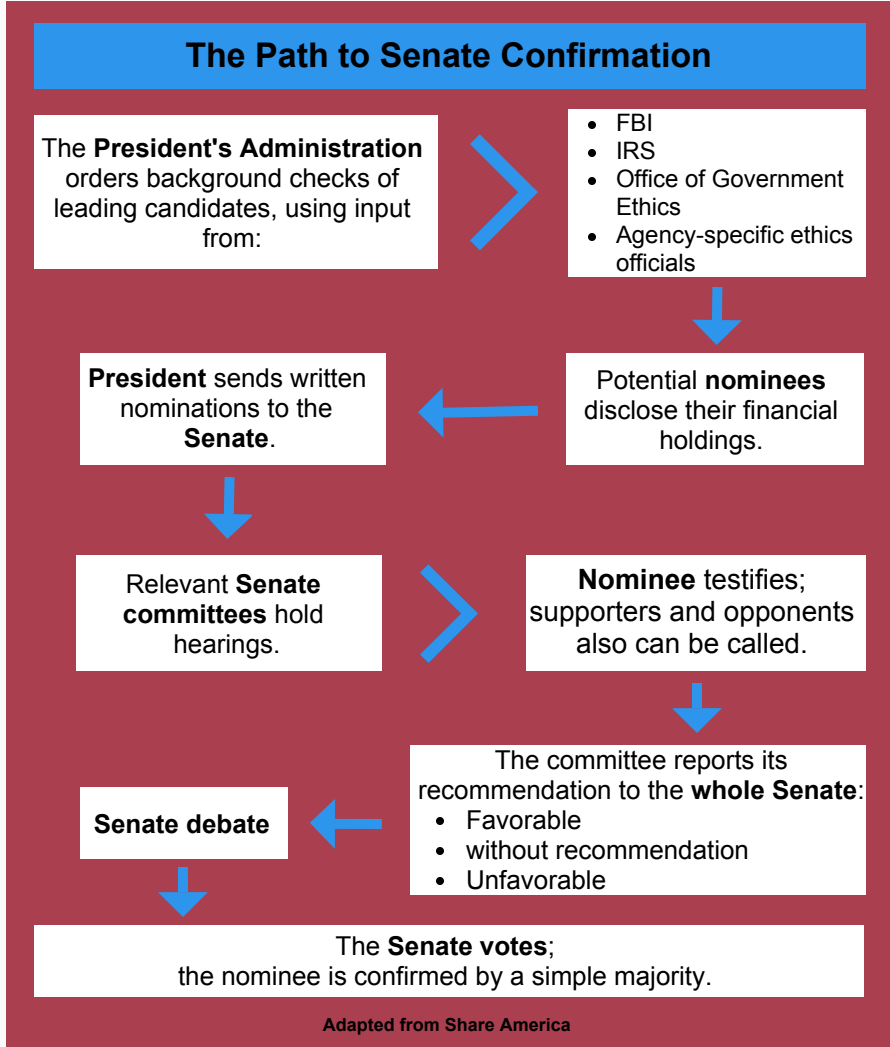 The Path to Senate Confirmation
The President's Administration
orders background checks of
leading candidates, using input
from:
• FBI
• IRS
• Office of Government
Ethics
• Agency-specific ethics
officials
Potential nominees
disclose their financial
holdings.
President sends written
nominations to the
Senate.
Relevant Senate
committees hold
hearings.
Nominee testifies;
supporters and opponents
also can be called.
The committee reports its
recommendation to the whole Senate:
• Favorable
• without recommendation
• Unfavorable
Senate debate
The Senate votes;
the nominee is confirmed by a simple majority.
Adapted from Share America